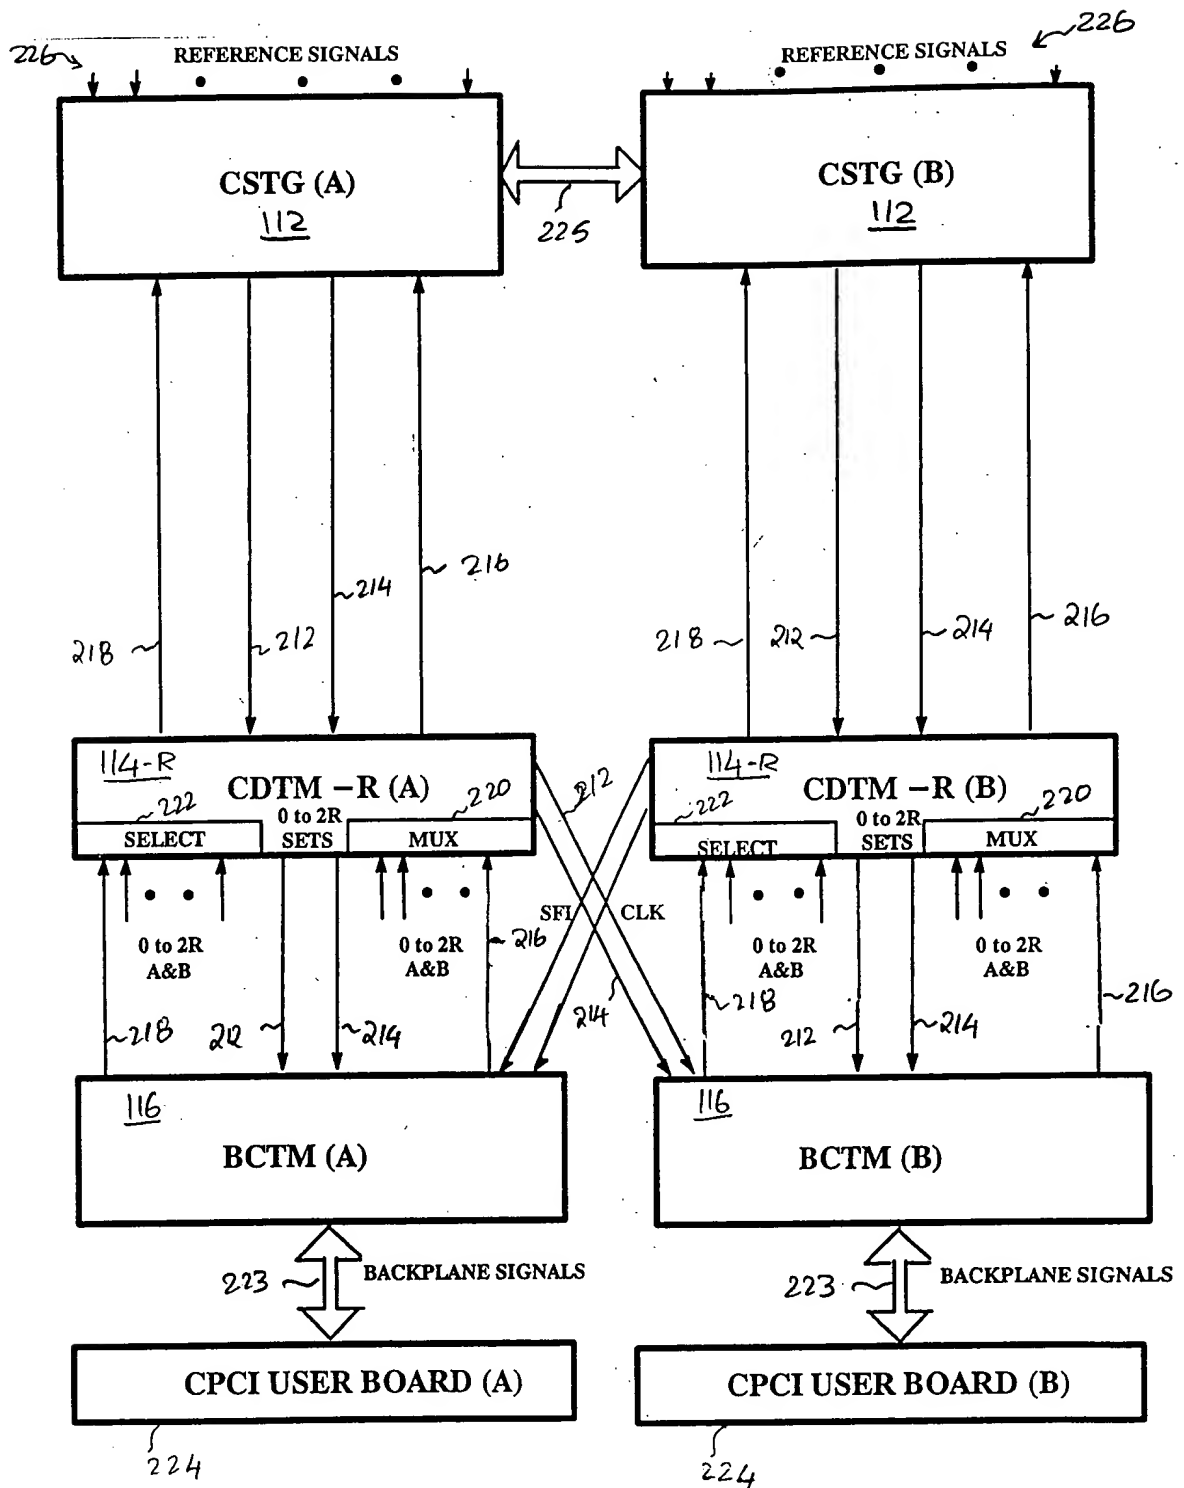 226 REFERENCE SIGNALS
REFERENCE SIGNALS 226
CSTG (A)
112
225
CSTG (B)
112
218
212
214
216
218
212
214
216
114-R
CDTM – R (A)
222
0 to 2R
220
SELECT
SETS
MUX
212
114-R
CDTM – R (B)
222
0 to 2R
220
SELECT
SETS
MUX
0 to 2R
A&B
0 to 2R
A&B
216
SFI
CLK
214
0 to 2R
A&B
0 to 2R
A&B
218
212
214
218
212
214
216
116
BCTM (A)
116
BCTM (B)
223
BACKPLANE SIGNALS
223
BACKPLANE SIGNALS
CPCI USER BOARD (A)
CPCI USER BOARD (B)
224
224